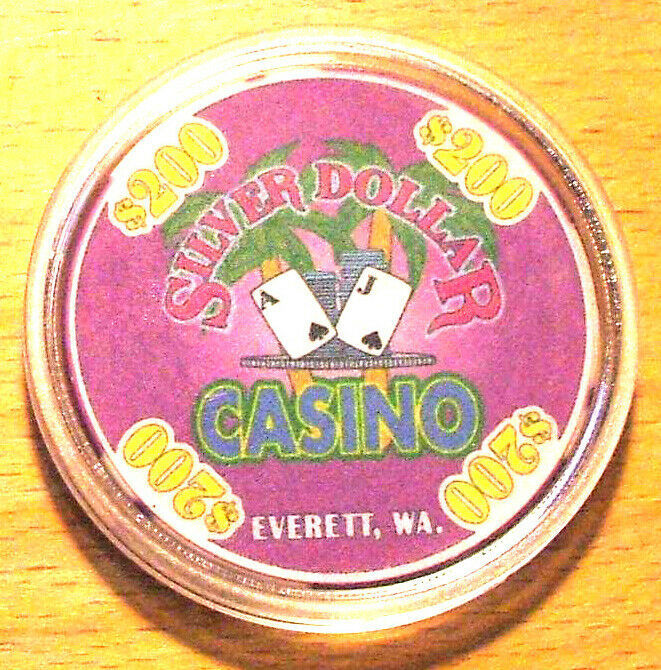 $200 $200
SILVER DOLLAR
A J
CASINO
$200 $200
EVERETT, WA.